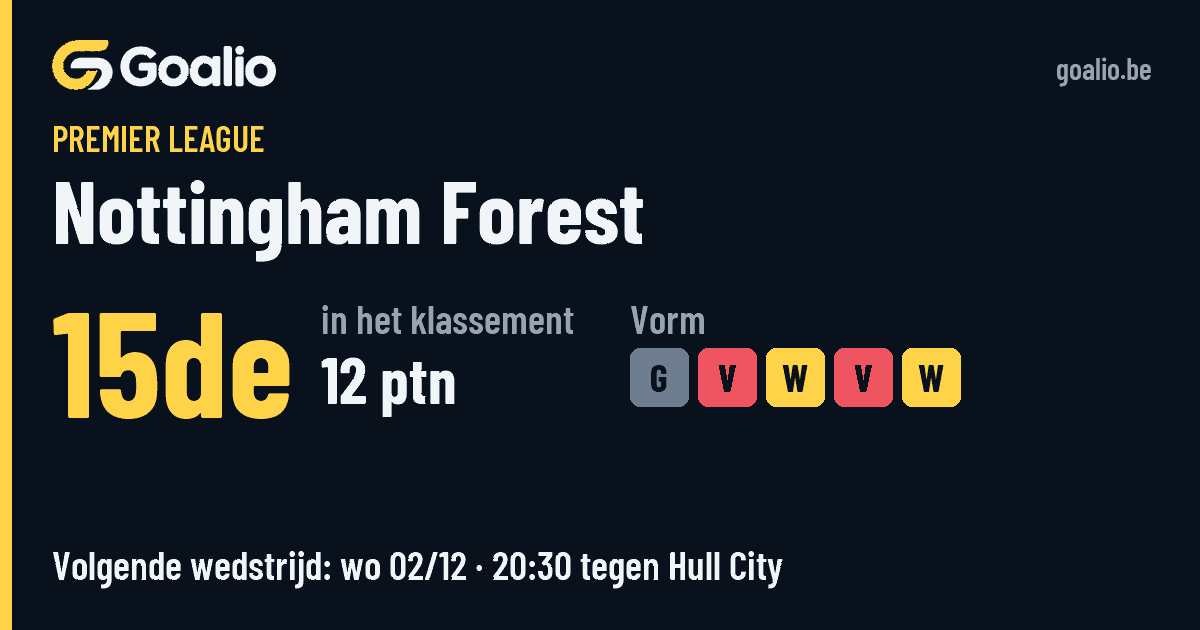 Goalio
goalio.be
PREMIER LEAGUE
Nottingham Forest
15de
in het klassement
12 ptn
Vorm
G V W V W
Volgende wedstrijd: wo 02/12 · 20:30 tegen Hull City